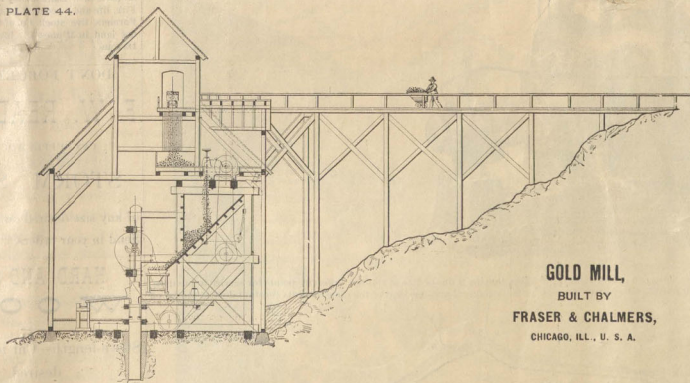 PLATE 44.
GOLD MILL,
BUILT BY
FRASER & CHALMERS,
CHICAGO, ILL., U. S. A.